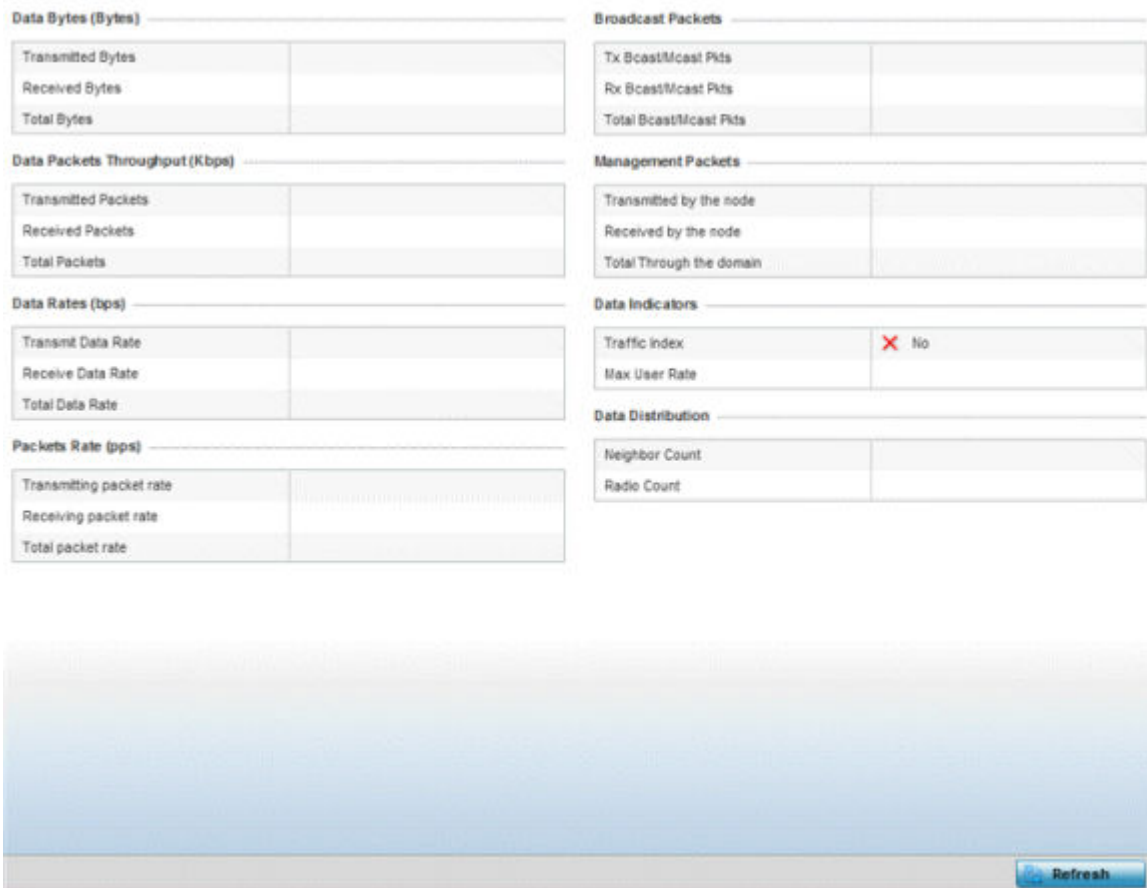 Data Bytes (Bytes)
Transmitted Bytes
Received Bytes
Total Bytes
Data Packets Throughput (Kbps)
Transmitted Packets
Received Packets
Total Packets
Data Rates (bps)
Transmit Data Rate
Receive Data Rate
Total Data Rate
Packets Rate (pps)
Transmitting packet rate
Receiving packet rate
Total packet rate
Broadcast Packets
Tx Bcast/Mcast Pkts
Rx Bcast/Mcast Pkts
Total Bcast/Mcast Pkts
Management Packets
Transmitted by the node
Received by the node
Total Through the domain
Data Indicators
Traffic Index No
Max User Rate
Data Distribution
Neighbor Count
Radio Count
Refresh